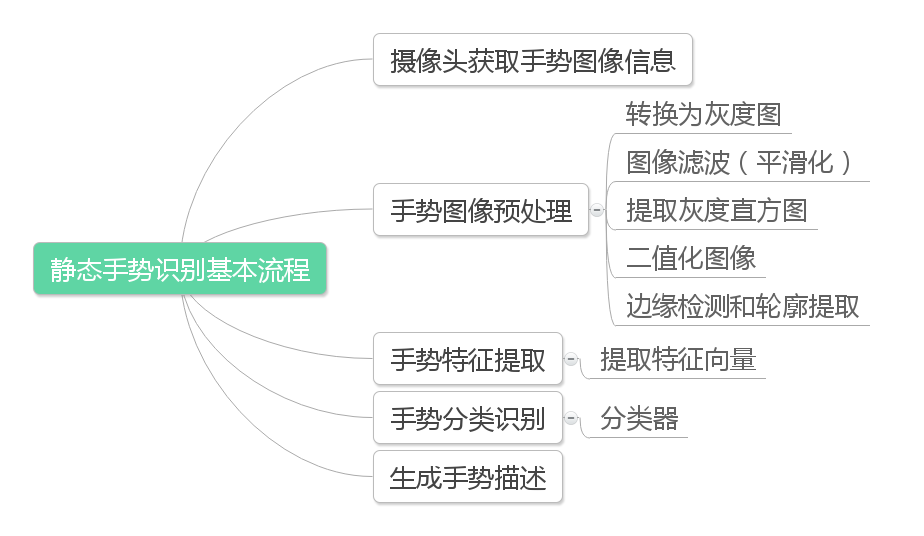 静态手势识别基本流程
摄像头获取手势图像信息
手势图像预处理
转换为灰度图
图像滤波（平滑化）
提取灰度直方图
二值化图像
边缘检测和轮廓提取
手势特征提取
提取特征向量
手势分类识别
分类器
生成手势描述